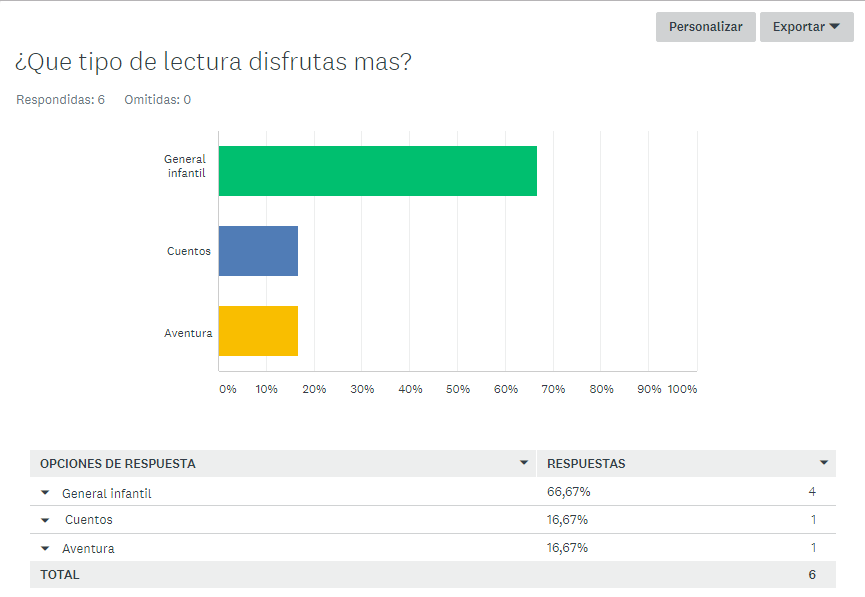 Personalizar Exportar
¿Que tipo de lectura disfrutas mas?
Respondidas: 6 Omitidas: 0
General
infantil
Cuentos
Aventura
0% 10% 20% 30% 40% 50% 60% 70% 80% 90% 100%
OPCIONES DE RESPUESTA RESPUESTAS
General infantil 66,67% 4
Cuentos 16,67% 1
Aventura 16,67% 1
TOTAL 6